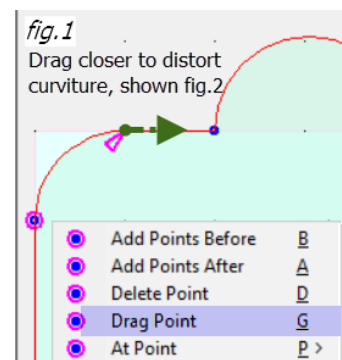 fig.1
Drag closer to distort
curviture, shown fig.2
Add Points Before B
Add Points After A
Delete Point D
Drag Point G
At Point P >